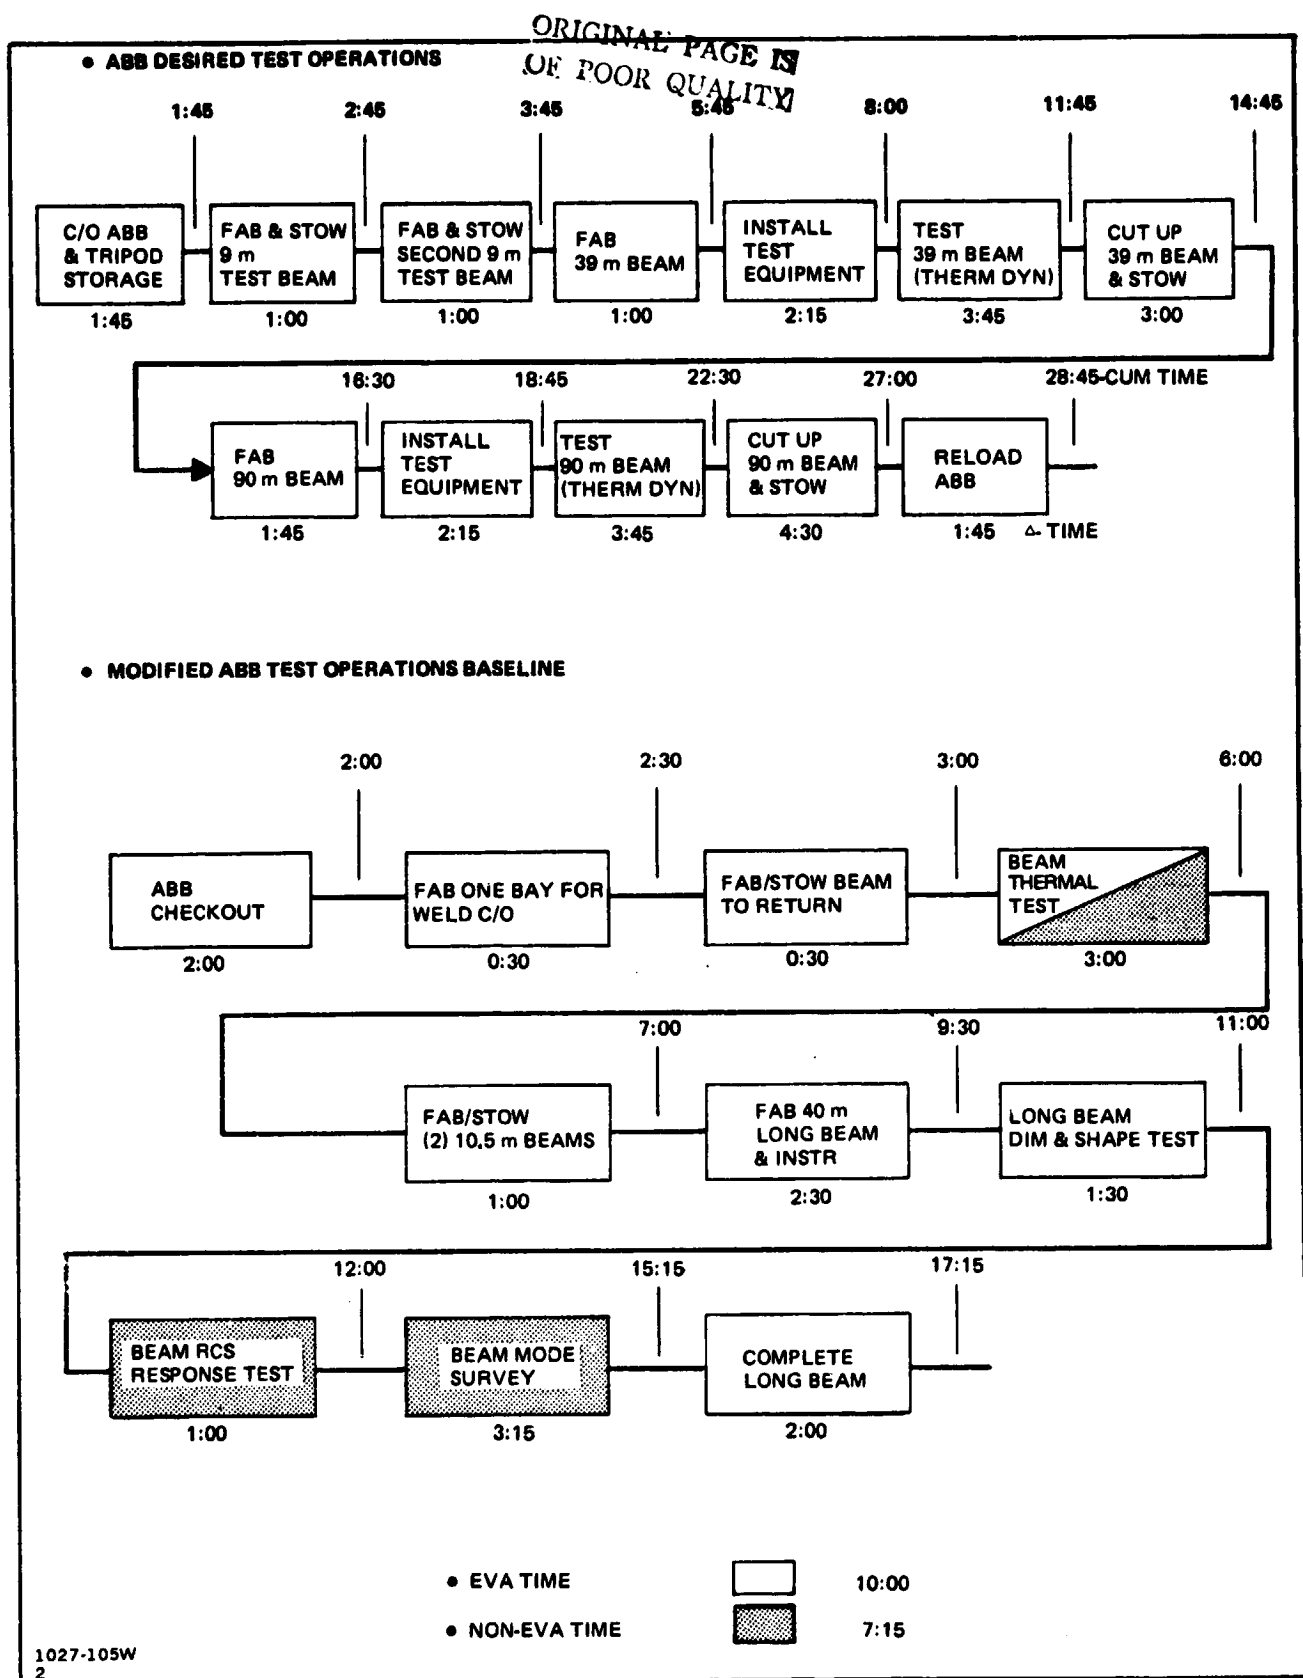 ORIGINAL PAGE IS
OF POOR QUALITY
• ABB DESIRED TEST OPERATIONS
1:45 2:45 3:45 5:45 8:00 11:45 14:45
C/O ABB
& TRIPOD
STORAGE
1:45
FAB & STOW
9 m
TEST BEAM
1:00
FAB & STOW
SECOND 9 m
TEST BEAM
1:00
FAB
39 m BEAM
1:00
INSTALL
TEST
EQUIPMENT
2:15
TEST
39 m BEAM
(THERM DYN)
3:45
CUT UP
39 m BEAM
& STOW
3:00
16:30 18:45 22:30 27:00 28:45-CUM TIME
FAB
90 m BEAM
1:45
INSTALL
TEST
EQUIPMENT
2:15
TEST
90 m BEAM
(THERM DYN)
3:45
CUT UP
90 m BEAM
& STOW
4:30
RELOAD
ABB
1:45 Δ- TIME
• MODIFIED ABB TEST OPERATIONS BASELINE
2:00 2:30 3:00 6:00
ABB
CHECKOUT
2:00
FAB ONE BAY FOR
WELD C/O
0:30
FAB/STOW BEAM
TO RETURN
0:30
BEAM
THERMAL
TEST
3:00
7:00 9:30 11:00
FAB/STOW
(2) 10.5 m BEAMS
1:00
FAB 40 m
LONG BEAM
& INSTR
2:30
LONG BEAM
DIM & SHAPE TEST
1:30
12:00 15:15 17:15
BEAM RCS
RESPONSE TEST
1:00
BEAM MODE
SURVEY
3:15
COMPLETE
LONG BEAM
2:00
• EVA TIME 10:00
• NON-EVA TIME 7:15
1027-105W
2